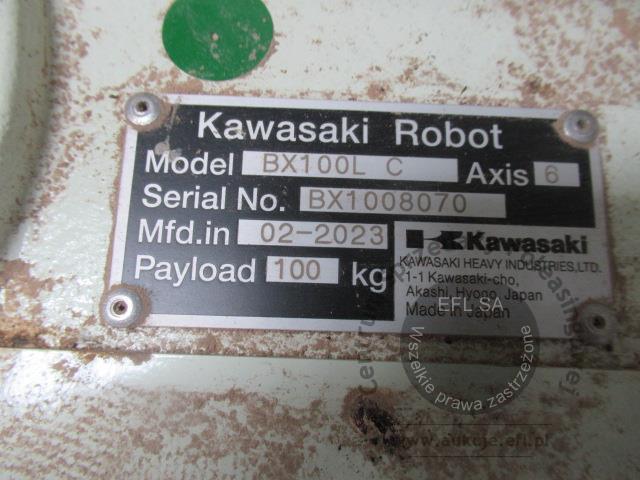 Kawasaki Robot
Model BX100L C Axis 6
Serial No. BX1008070
Mfd.in 02-2023
Payload 100 kg
Kawasaki
KAWASAKI HEAVY INDUSTRIES,LTD.
1-1 Kawasaki-cho,
Akashi, Hyogo, Japan
Made in Japan
EFL SA
Wszelkie prawa zastrzeżone
www.aukcje.efl.pl